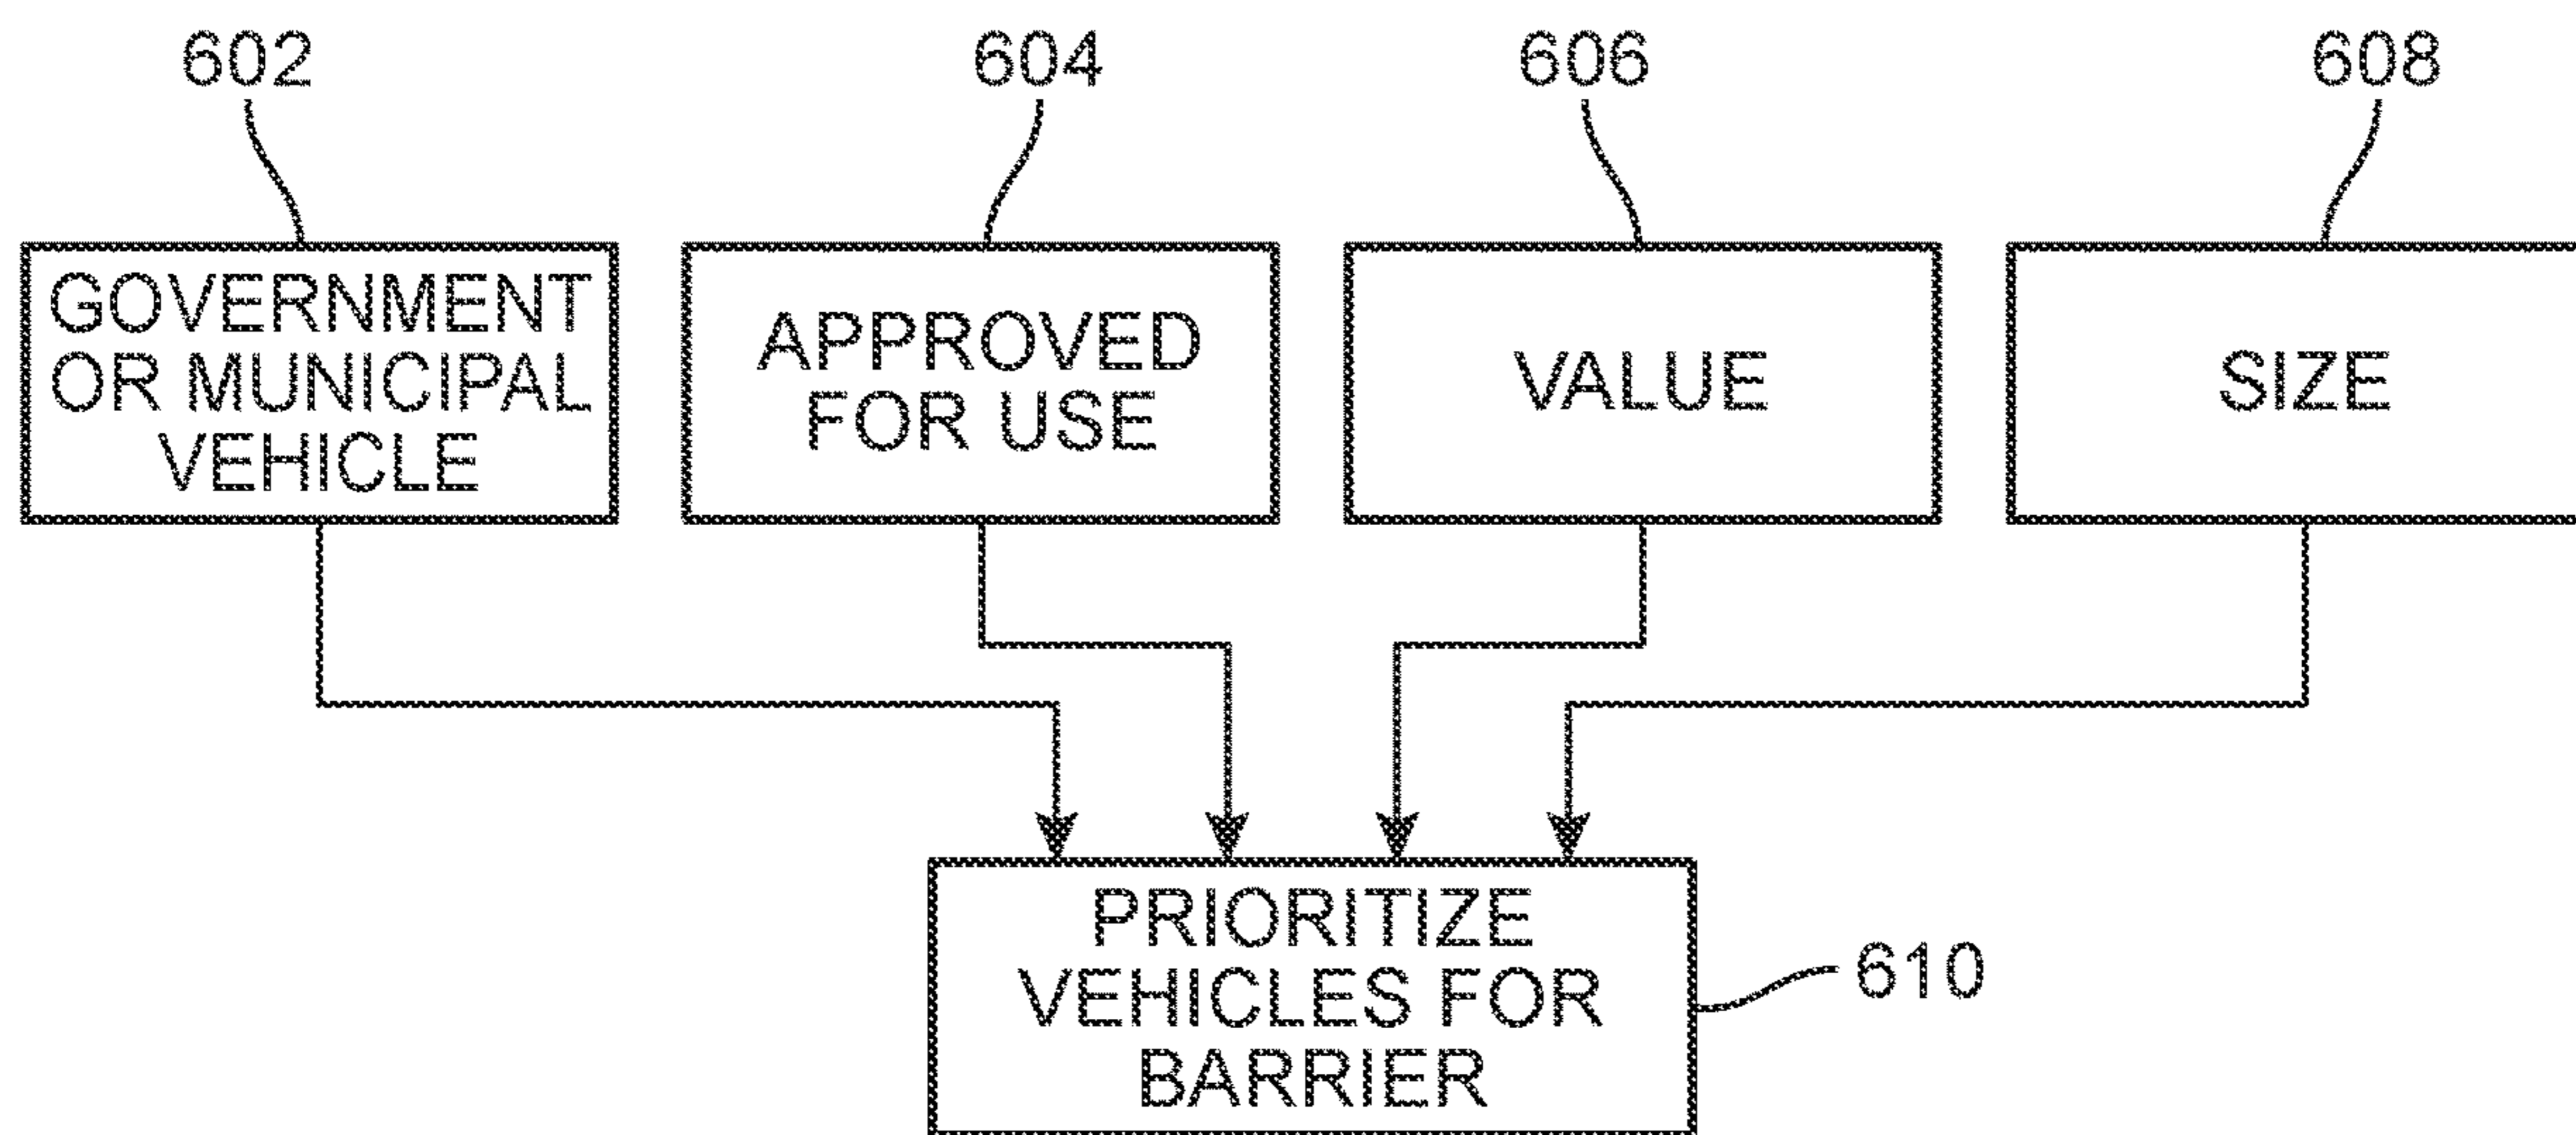 602
604
606
608
GOVERNMENT
OR MUNICIPAL
VEHICLE
APPROVED
FOR USE
VALUE
SIZE
PRIORITIZE
VEHICLES FOR
BARRIER
610